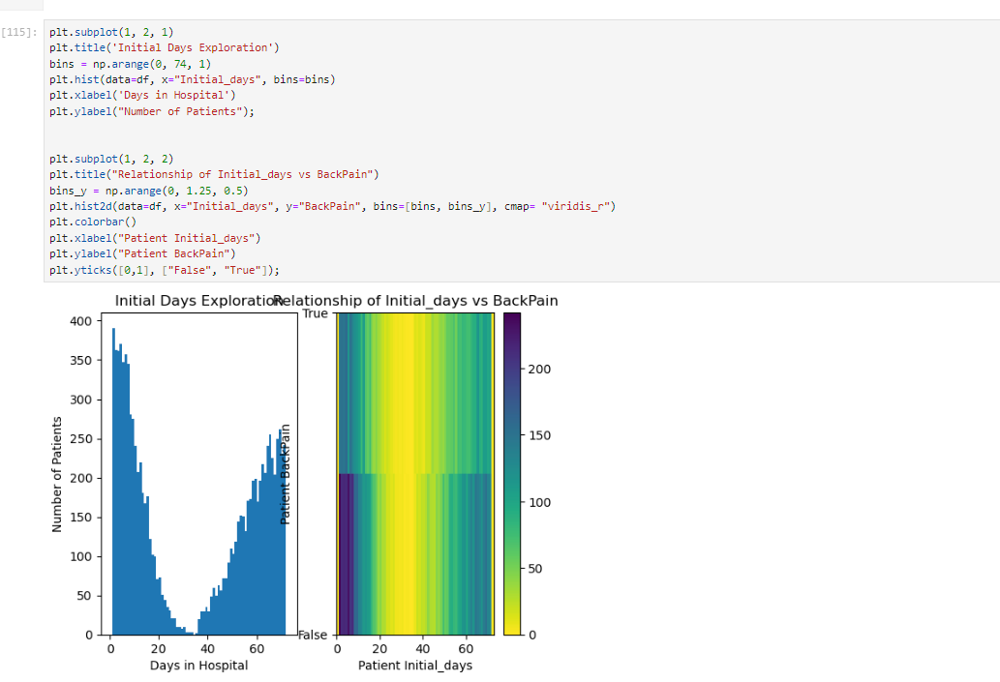 [115]:
plt.subplot(1, 2, 1)
plt.title('Initial Days Exploration')
bins = np.arange(0, 74, 1)
plt.hist(data=df, x="Initial_days", bins=bins)
plt.xlabel('Days in Hospital')
plt.ylabel("Number of Patients");
plt.subplot(1, 2, 2)
plt.title("Relationship of Initial_days vs BackPain")
bins_y = np.arange(0, 1.25, 0.5)
plt.hist2d(data=df, x="Initial_days", y="BackPain", bins=[bins, bins_y], cmap= "viridis_r")
plt.colorbar()
plt.xlabel("Patient Initial_days")
plt.ylabel("Patient BackPain")
plt.yticks([0,1], ["False", "True"]);
Initial Days Exploration
400
350
300
250
200
150
100
50
0
Number of Patients
0 20 40 60
Days in Hospital
Relationship of Initial_days vs BackPain
True
False
Patient BackPain
0 20 40 60
Patient Initial_days
200
150
100
50
0